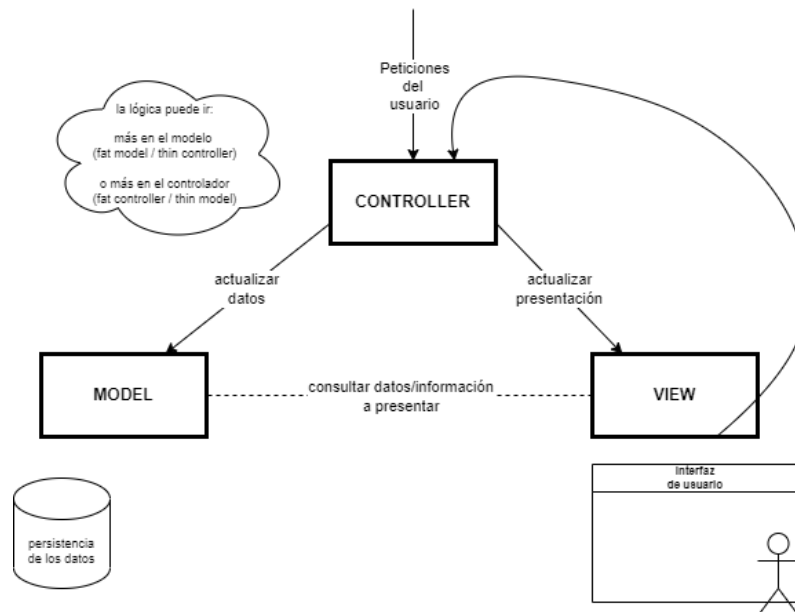 Peticiones
del
usuario
la lógica puede ir:
más en el modelo
(fat model / thin controller)
o más en el controlador
(fat controller / thin model)
CONTROLLER
actualizar
datos
actualizar
presentación
MODEL
consultar datos/información
a presentar
VIEW
Interfaz
de usuario
persistencia
de los datos